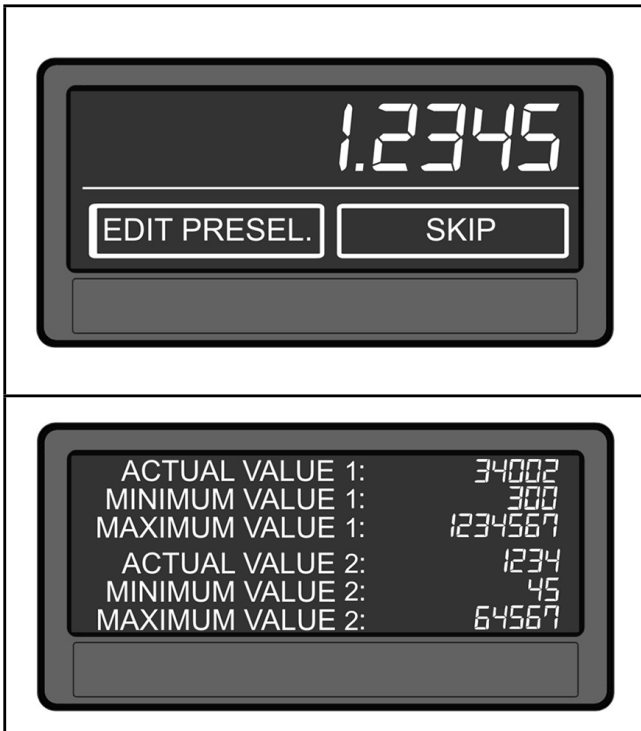 1.2345
EDIT PRESEL. SKIP
ACTUAL VALUE 1: 34002
MINIMUM VALUE 1: 300
MAXIMUM VALUE 1: 1234567
ACTUAL VALUE 2: 1234
MINIMUM VALUE 2: 45
MAXIMUM VALUE 2: 64567